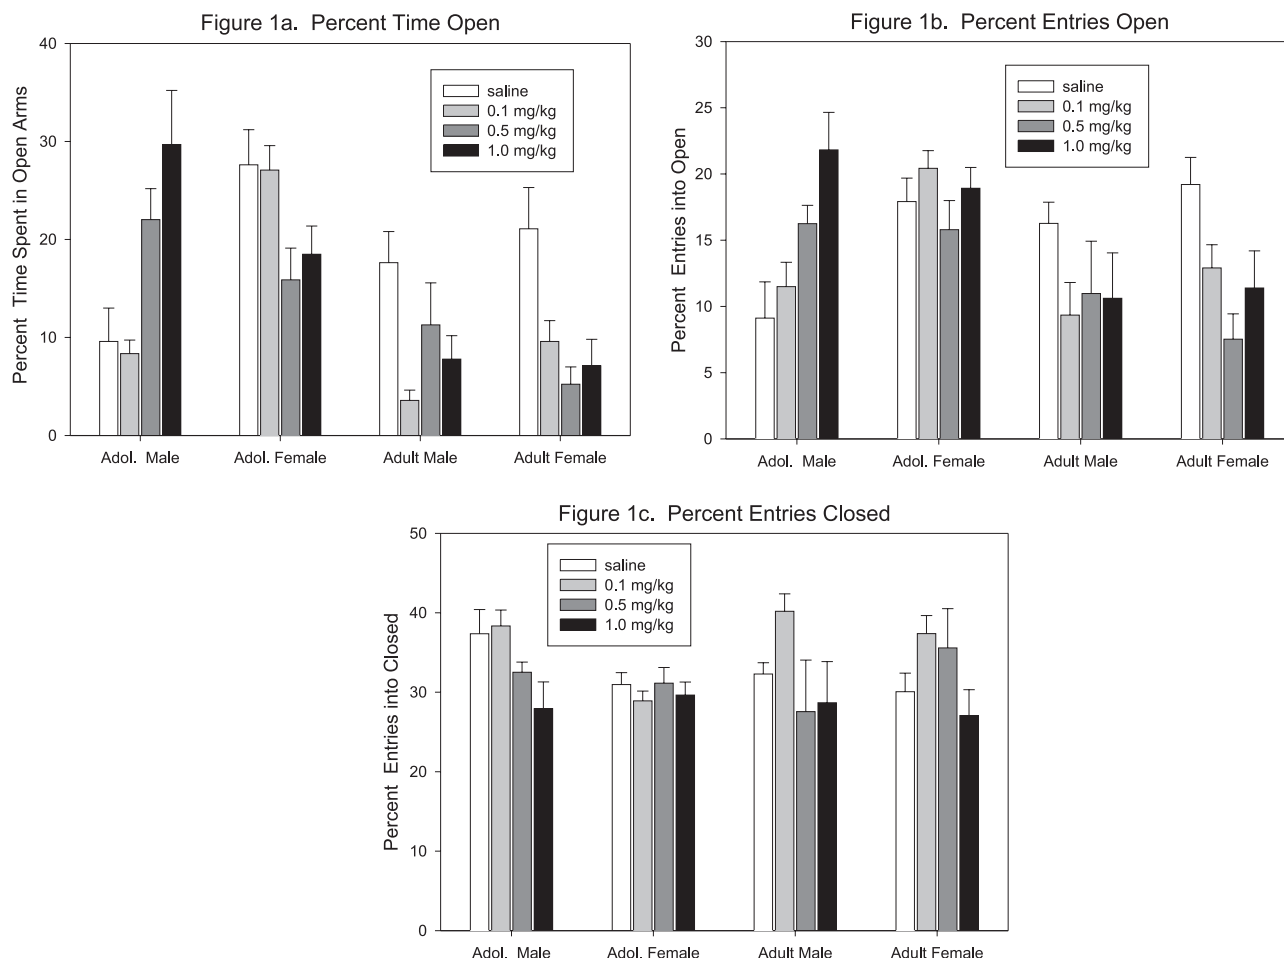 Figure 1a. Percent Time Open
Percent Time Spent in Open Arms
40
30
20
10
0
saline
0.1 mg/kg
0.5 mg/kg
1.0 mg/kg
Adol. Male
Adol. Female
Adult Male
Adult Female
Figure 1b. Percent Entries Open
Percent Entries into Open
30
25
20
15
10
5
0
saline
0.1 mg/kg
0.5 mg/kg
1.0 mg/kg
Adol. Male
Adol. Female
Adult Male
Adult Female
Figure 1c. Percent Entries Closed
Percent Entries into Closed
50
40
30
20
10
0
saline
0.1 mg/kg
0.5 mg/kg
1.0 mg/kg
Adol. Male
Adol. Female
Adult Male
Adult Female